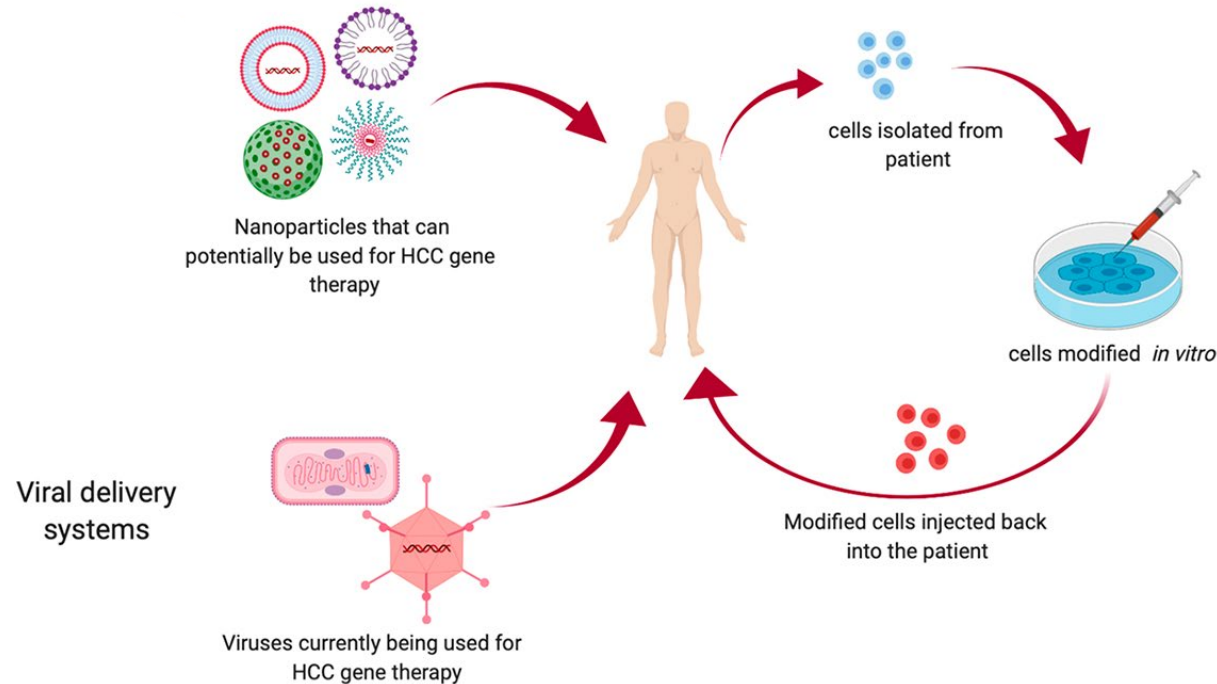 Nanoparticles that can
potentially be used for HCC gene
therapy
cells isolated from
patient
cells modified in vitro
Modified cells injected back
into the patient
Viral delivery
systems
Viruses currently being used for
HCC gene therapy